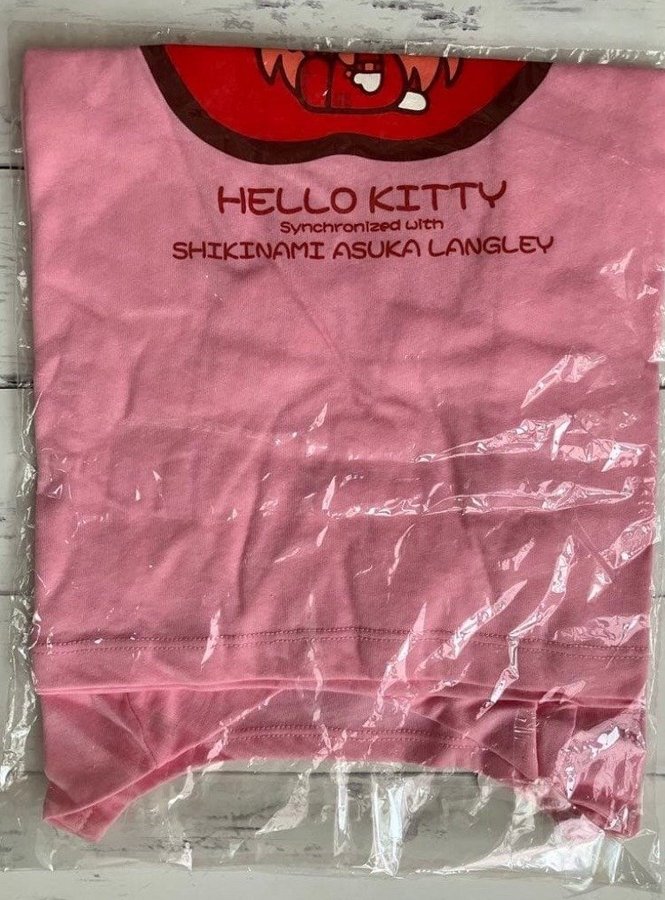 HELLO KITTY
Synchronized with
SHIKINAMI ASUKA LANGLEY